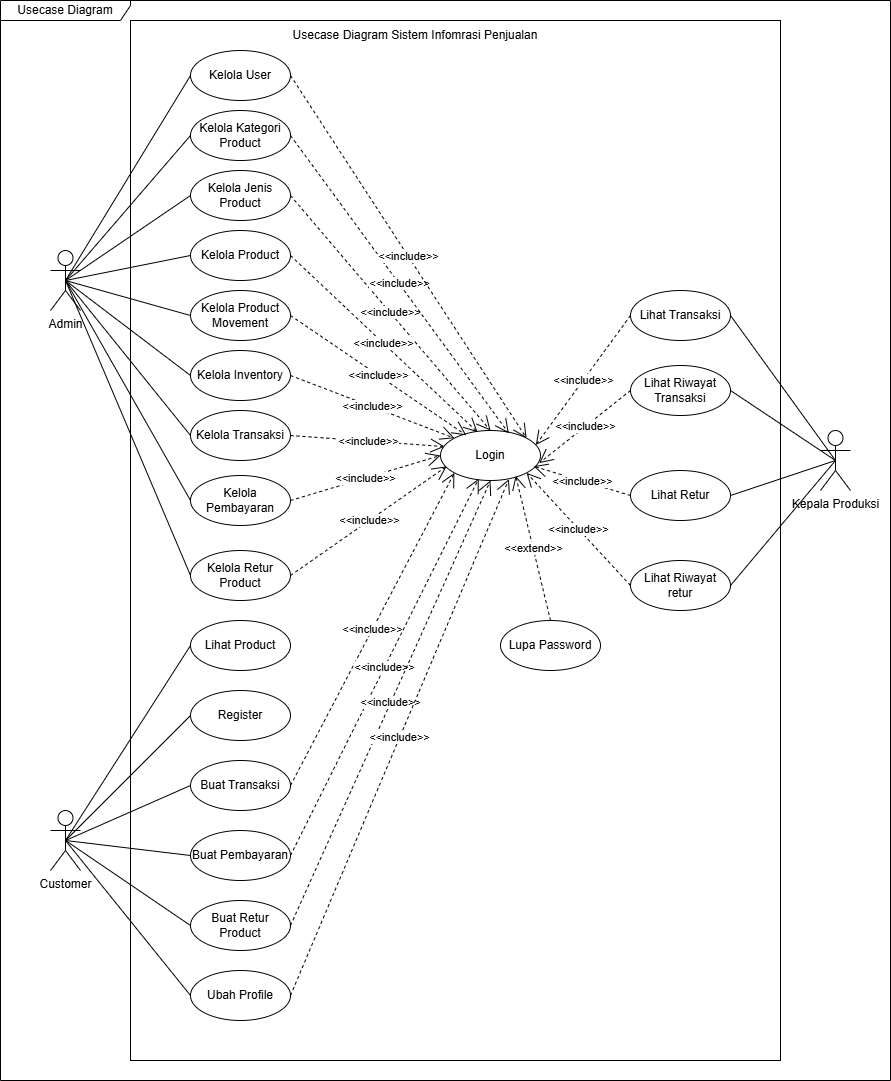 Usecase Diagram
Usecase Diagram Sistem Infomrasi Penjualan
Kelola User
Kelola Kategori
Product
Kelola Jenis
Product
Kelola Product
Kelola Product
Movement
Kelola Inventory
Kelola Transaksi
Kelola
Pembayaran
Kelola Retur
Product
Admin
<<include>>
<<include>>
<<include>>
<<include>>
<<include>>
<<include>>
<<include>>
<<include>>
<<include>>
Login
Lihat Transaksi
Lihat Riwayat
Transaksi
Lihat Retur
Lihat Riwayat
retur
Kepala Produksi
<<include>>
<<include>>
<<include>>
<<include>>
<<extend>>
Lupa Password
Lihat Product
Register
Buat Transaksi
Buat Pembayaran
Buat Retur
Product
Ubah Profile
Customer
<<include>>
<<include>>
<<include>>
<<include>>